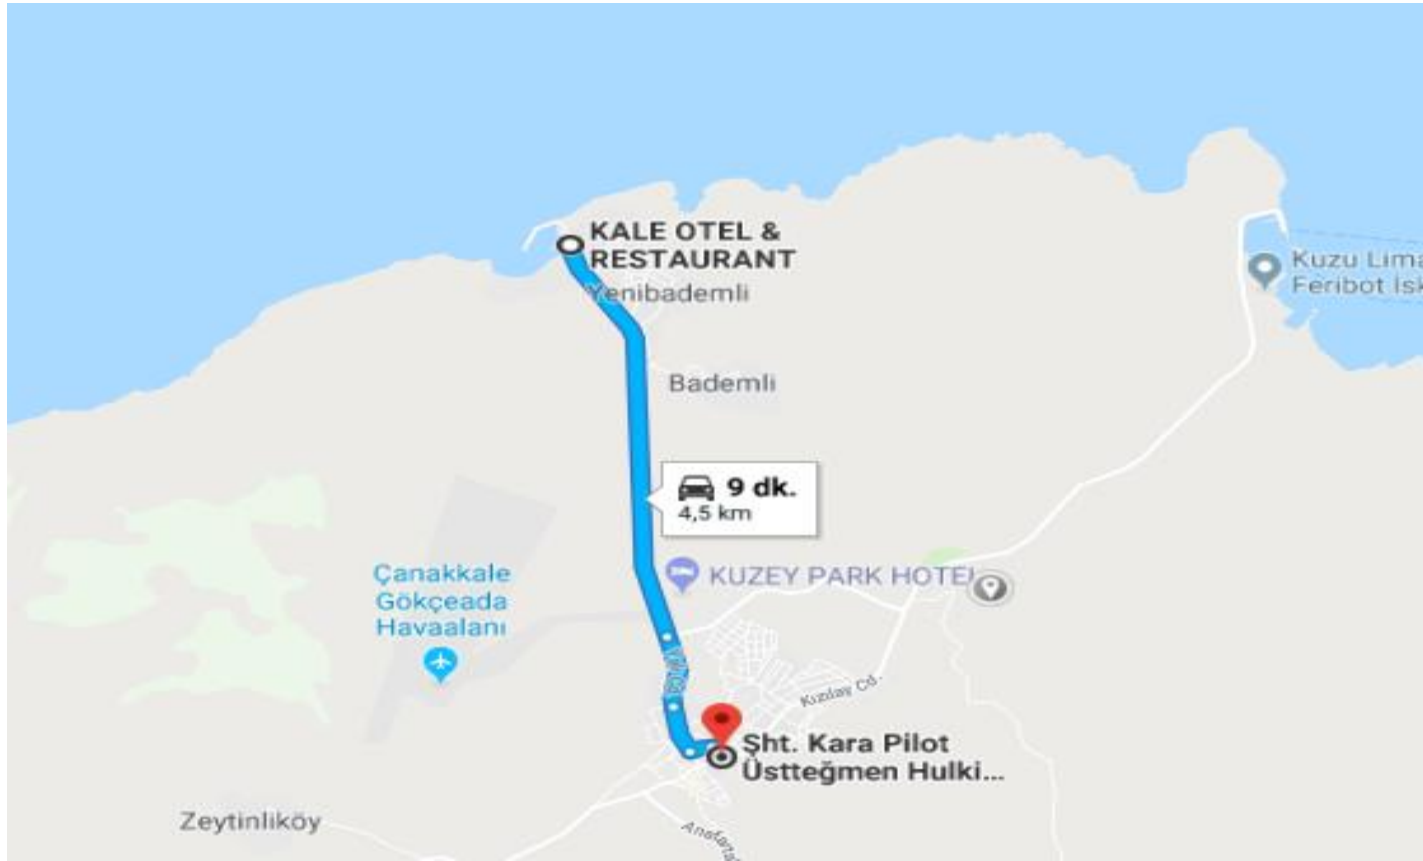 KALE OTEL &
RESTAURANT
Yenibademli
Kuzu Lima
Feribot İsk
Bademli
9 dk.
4,5 km
KUZEY PARK HOTEL
Çanakkale
Gökçeada
Havaalanı
Kızılay Cd.
Şht. Kara Pilot
Üstteğmen Hulki...
Zeytinliköy
Anafarta